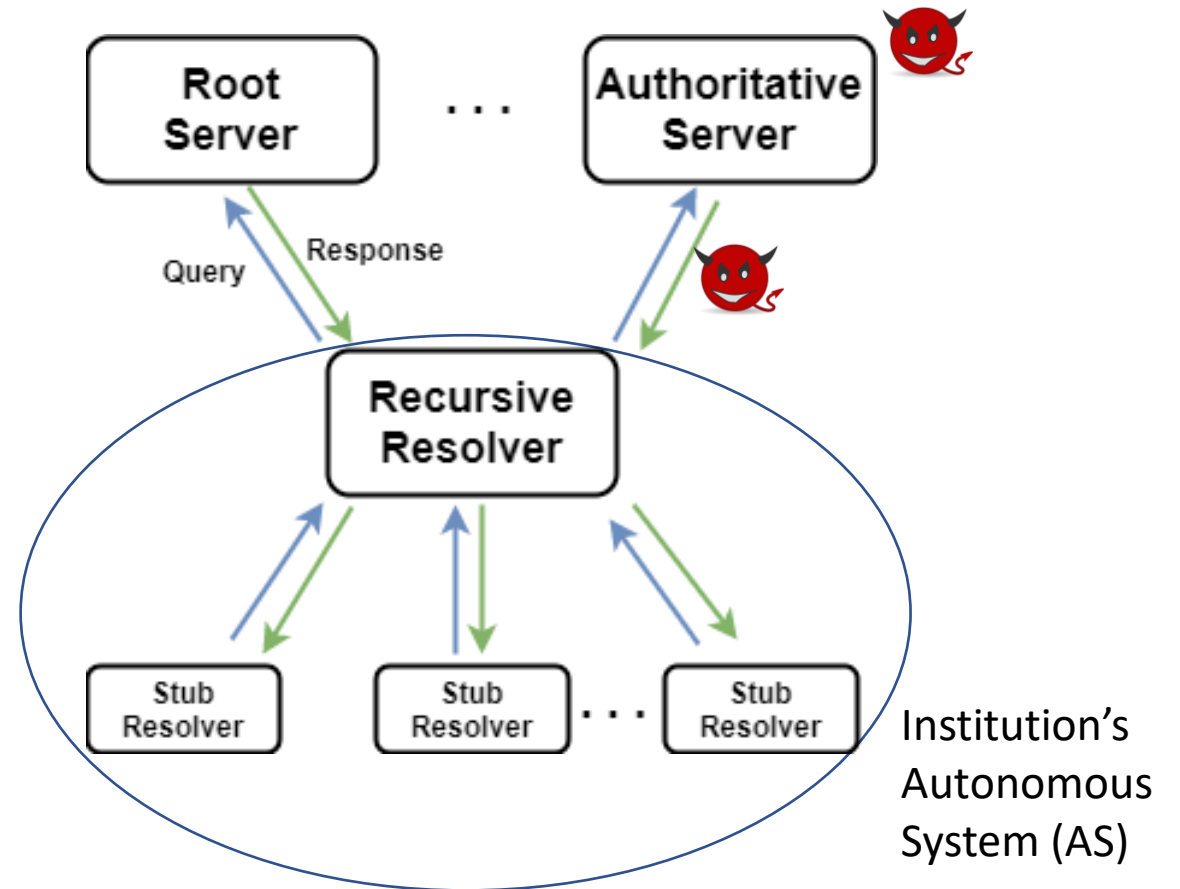 Root
Server
. . .
Authoritative
Server
Query
Response
Recursive
Resolver
Stub
Resolver
Stub
Resolver
. . .
Stub
Resolver
Institution’s
Autonomous
System (AS)